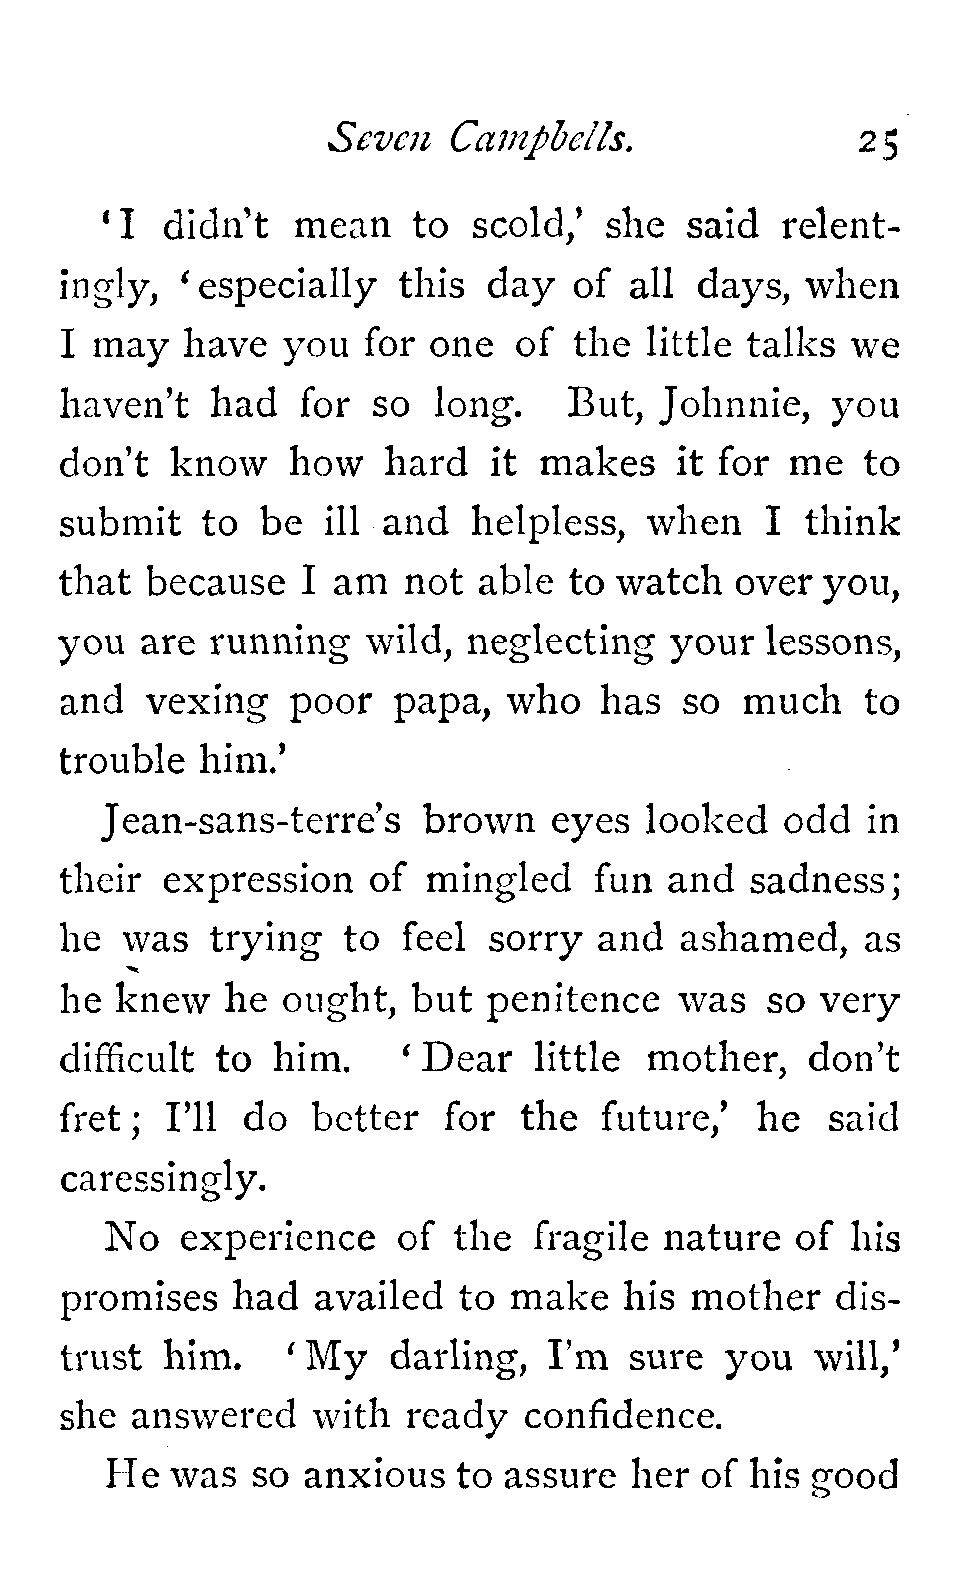 Seven Campbells. 25
‘I didn’t mean to scold,’ she said relent-
ingly, ‘especially this day of all days, when
I may have you for one of the little talks we
haven’t had for so long. But, Johnnie, you
don’t know how hard it makes it for me to
submit to be ill and helpless, when I think
that because I am not able to watch over you,
you are running wild, neglecting your lessons,
and vexing poor papa, who has so much to
trouble him.’
Jean-sans-terre’s brown eyes looked odd in
their expression of mingled fun and sadness;
he was trying to feel sorry and ashamed, as
he knew he ought, but penitence was so very
difficult to him. ‘Dear little mother, don’t
fret; I’ll do better for the future,’ he said
caressingly.
No experience of the fragile nature of his
promises had availed to make his mother dis-
trust him. ‘My darling, I’m sure you will,’
she answered with ready confidence.
He was so anxious to assure her of his good